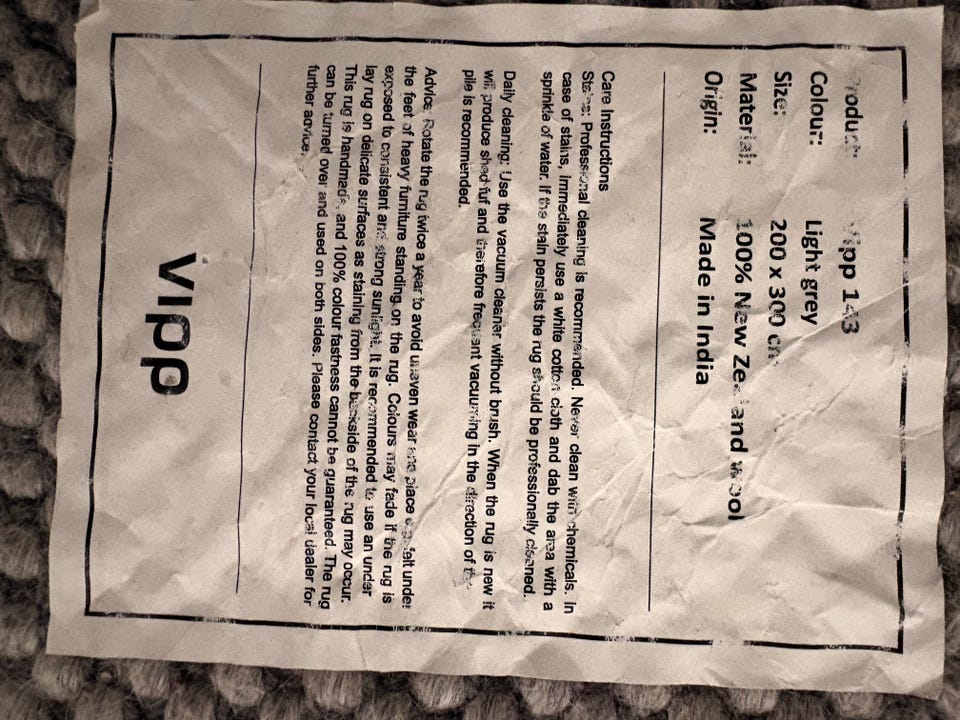 Product: Vipp 143
Colour: Light grey
Size: 200 x 300 cm
Material: 100% New Zealand wool
Origin: Made in India
Care Instructions
Stains: Professional cleaning is recommended. Never clean with chemicals. In
case of stains, immediately use a white cotton cloth and dab the area with a
sprinkle of water. If the stain persists the rug should be professionally cleaned.
Daily cleaning: Use the vacuum cleaner without brush. When the rug is new it
will produce shed fuf and therefore frequent vacuuming in the direction of the
pile is recommended.
Advice: Rotate the rug twice a year to avoid uneven wear and place felt under
the feet of heavy furniture standing on the rug. Colours may fade if the rug is
exposed to consistent and strong sunlight. It is recommended to use an under
lay rug on delicate surfaces as staining from the backside of the rug may occur.
This rug is handmade, and 100% colour fastness cannot be guaranteed. The rug
can be turned over and used on both sides. Please contact your local dealer for
further advice.
vipp